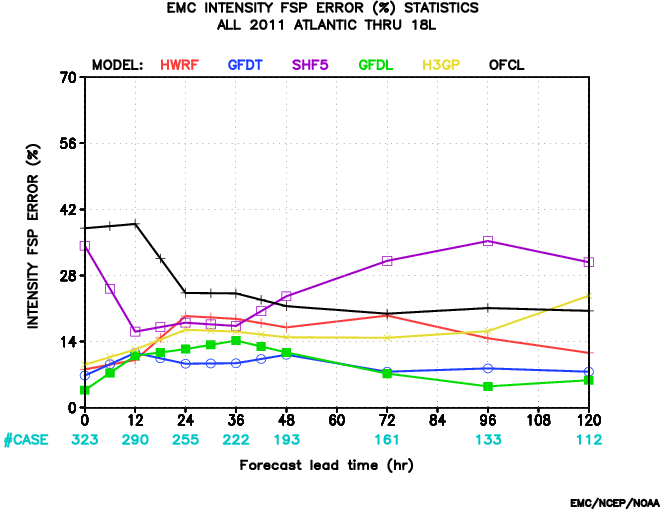 EMC INTENSITY FSP ERROR (%) STATISTICS
ALL 2011 ATLANTIC THRU 18L
MODEL: HWRF GFDT SHF5 GFDL H3GP OFCL
70
56
42
28
14
0
INTENSITY FSP ERROR (%)
0 12 24 36 48 60 72 84 96 108 120
#CASE 323 290 255 222 193 161 133 112
Forecast lead time (hr)
EMC/NCEP/NOAA